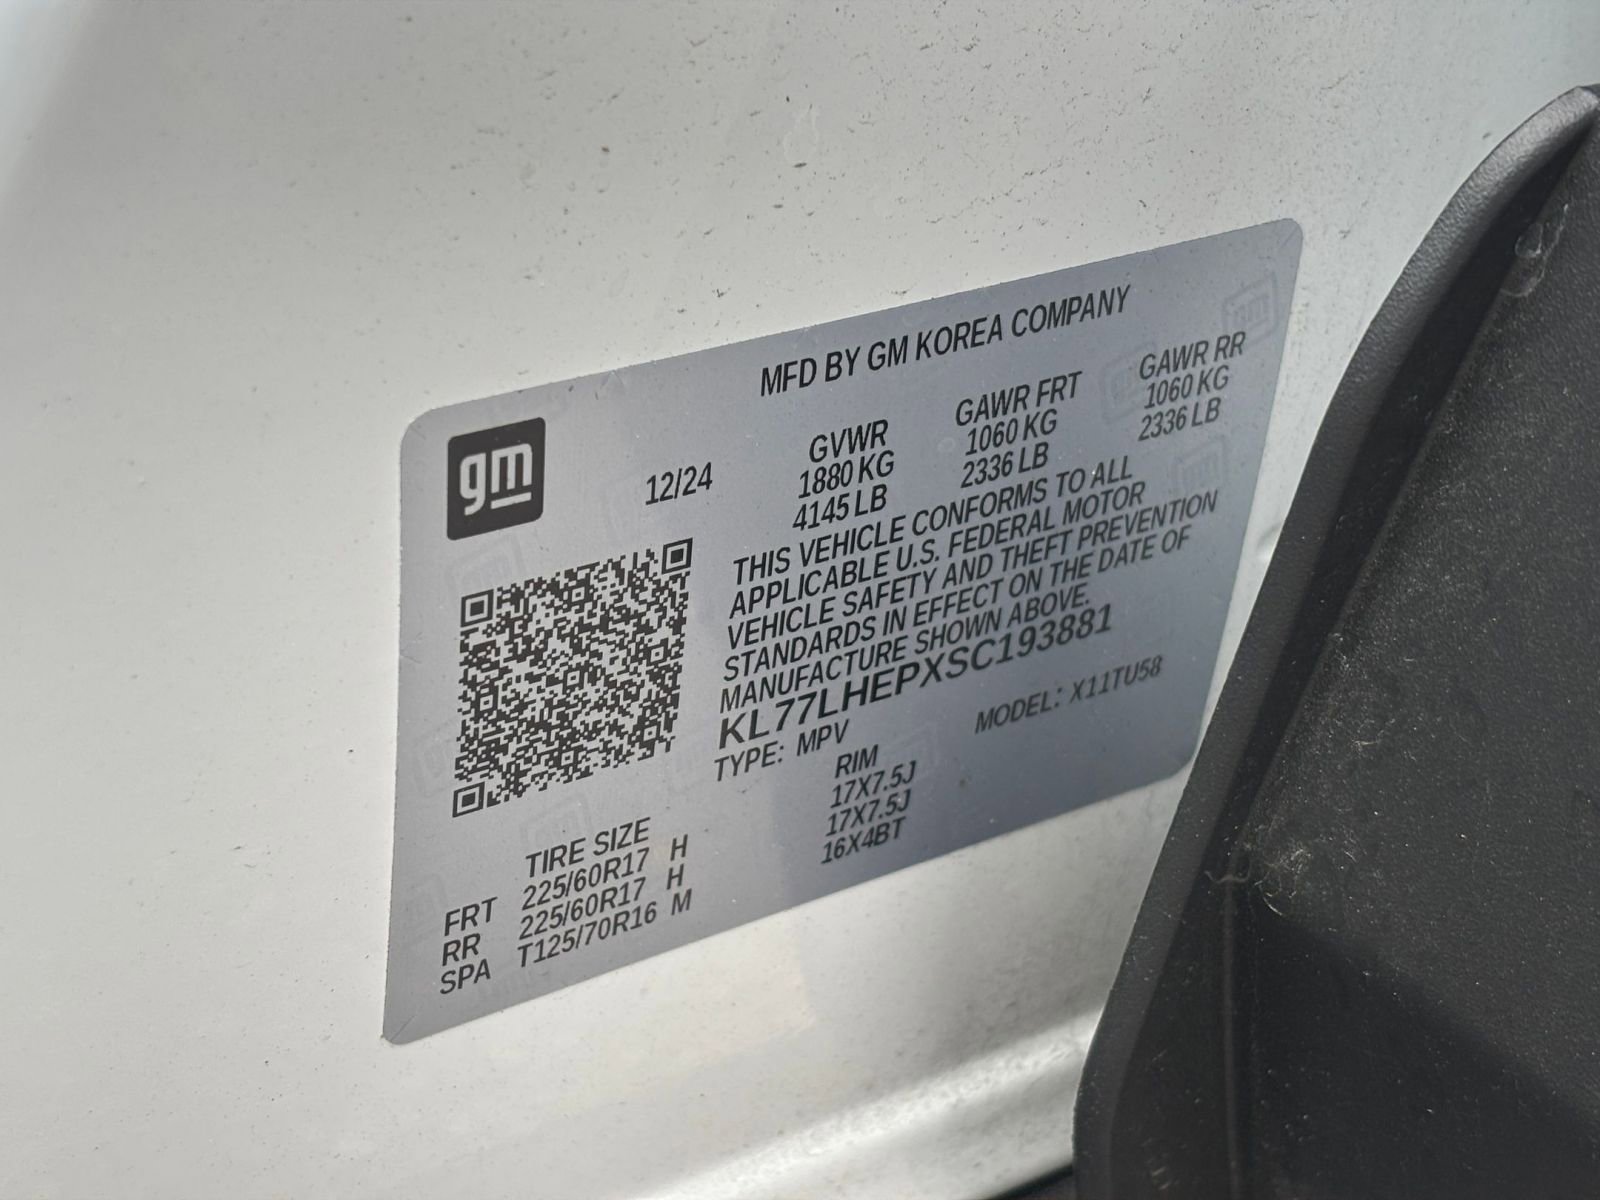 MFD BY GM KOREA COMPANY
gm
12/24
GVWR GAWR FRT GAWR RR
1880 KG 1060 KG 1060 KG
4145 LB 2336 LB 2336 LB
THIS VEHICLE CONFORMS TO ALL
APPLICABLE U.S. FEDERAL MOTOR
VEHICLE SAFETY AND THEFT PREVENTION
STANDARDS IN EFFECT ON THE DATE OF
MANUFACTURE SHOWN ABOVE.
KL77LHEPXSC193881
TYPE: MPV MODEL: X11TU58
TIRE SIZE RIM
FRT 225/60R17 H 17X7.5J
RR 225/60R17 H 17X7.5J
SPA T125/70R16 M 16X4BT